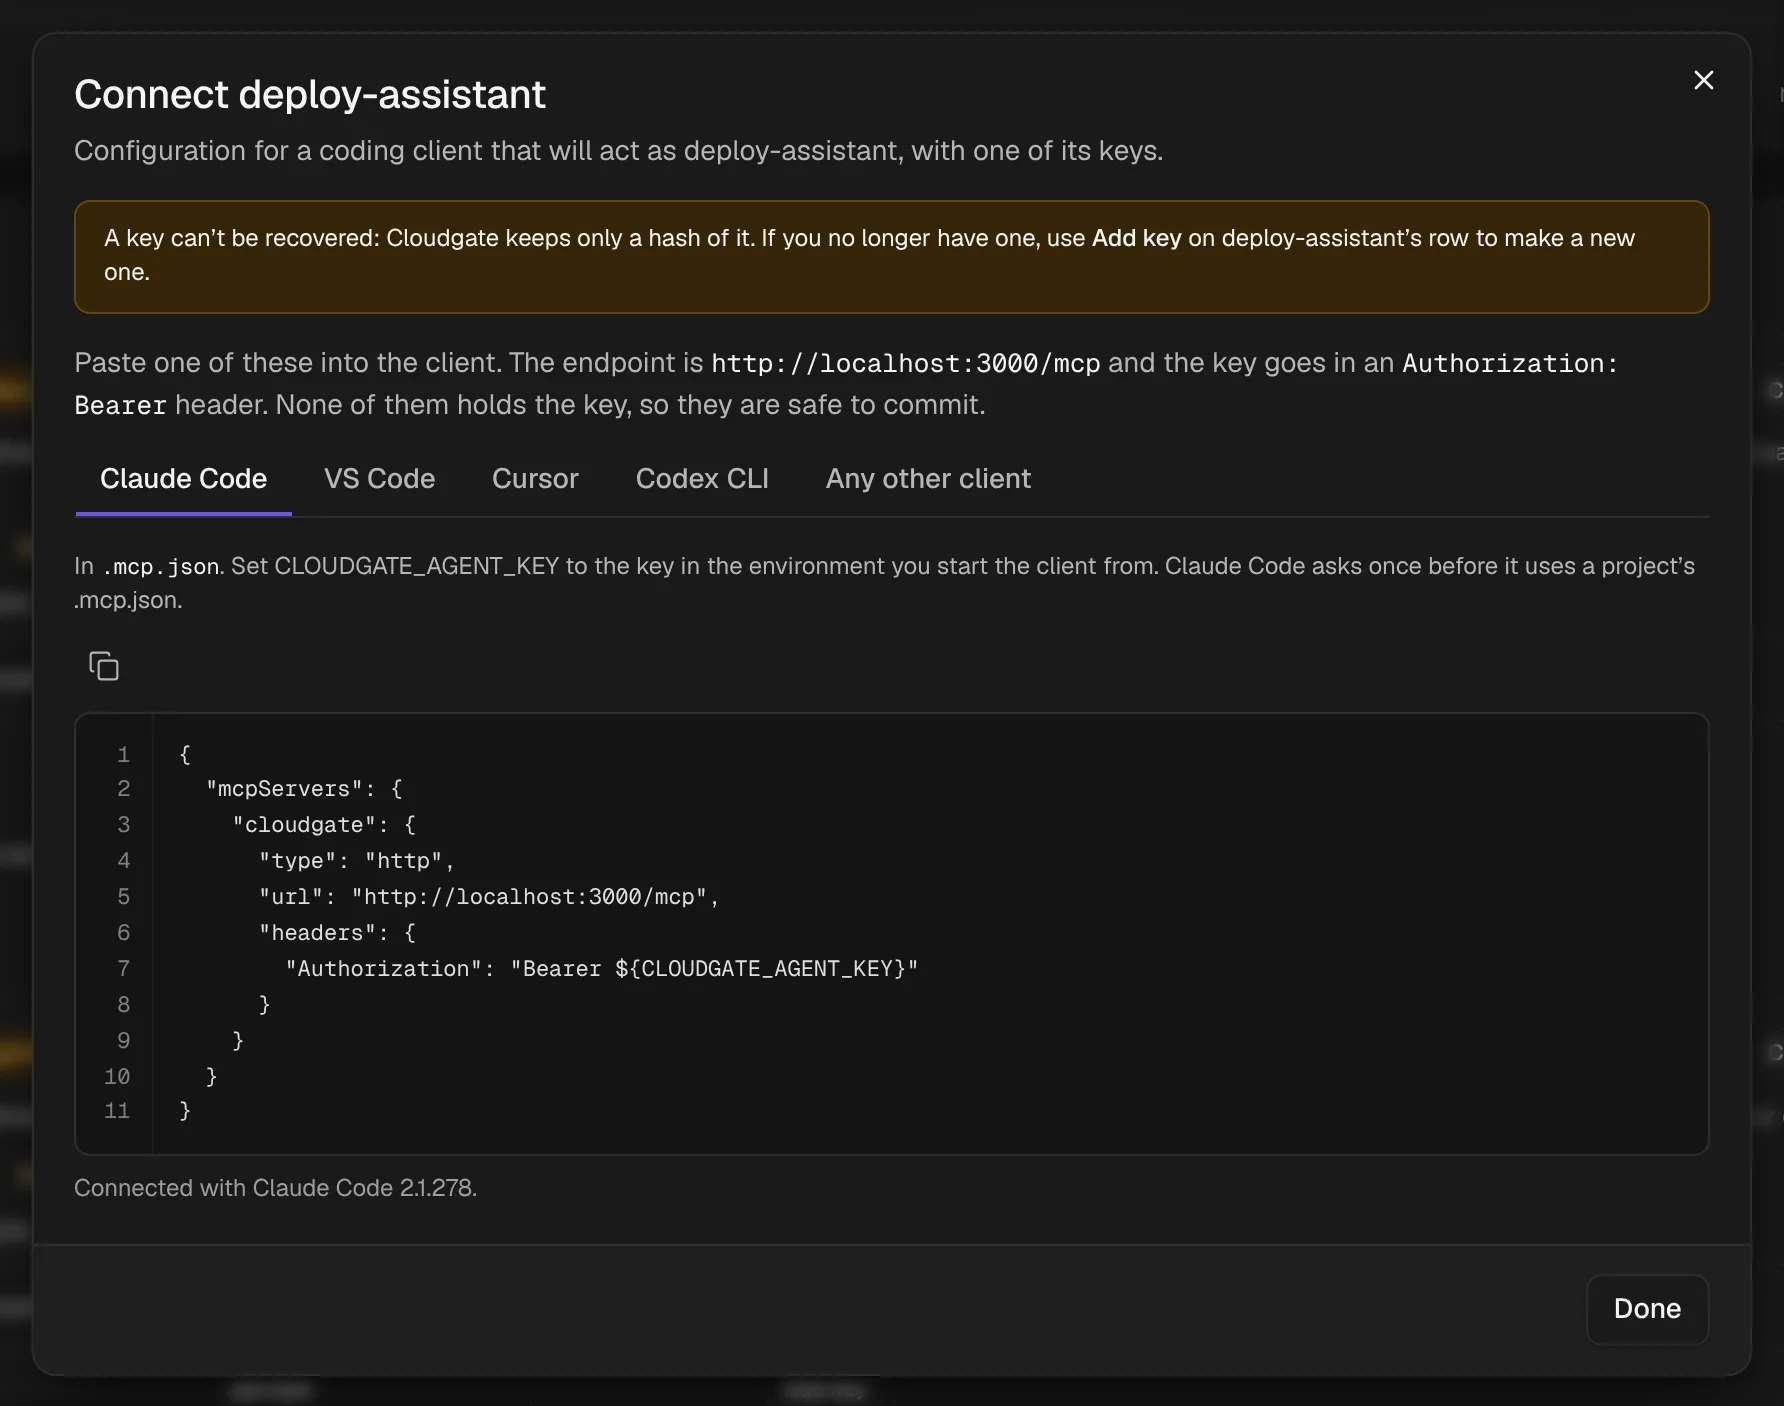 Connect deploy-assistant
Configuration for a coding client that will act as deploy-assistant, with one of its keys.
A key can’t be recovered: Cloudgate keeps only a hash of it. If you no longer have one, use Add key on deploy-assistant’s row to make a new
one.
Paste one of these into the client. The endpoint is http://localhost:3000/mcp and the key goes in an Authorization:
Bearer header. None of them holds the key, so they are safe to commit.
Claude Code VS Code Cursor Codex CLI Any other client
In .mcp.json. Set CLOUDGATE_AGENT_KEY to the key in the environment you start the client from. Claude Code asks once before it uses a project’s
.mcp.json.
1 {
2   "mcpServers": {
3     "cloudgate": {
4       "type": "http",
5       "url": "http://localhost:3000/mcp",
6       "headers": {
7         "Authorization": "Bearer ${CLOUDGATE_AGENT_KEY}"
8       }
9     }
10   }
11 }
Connected with Claude Code 2.1.278.
Done